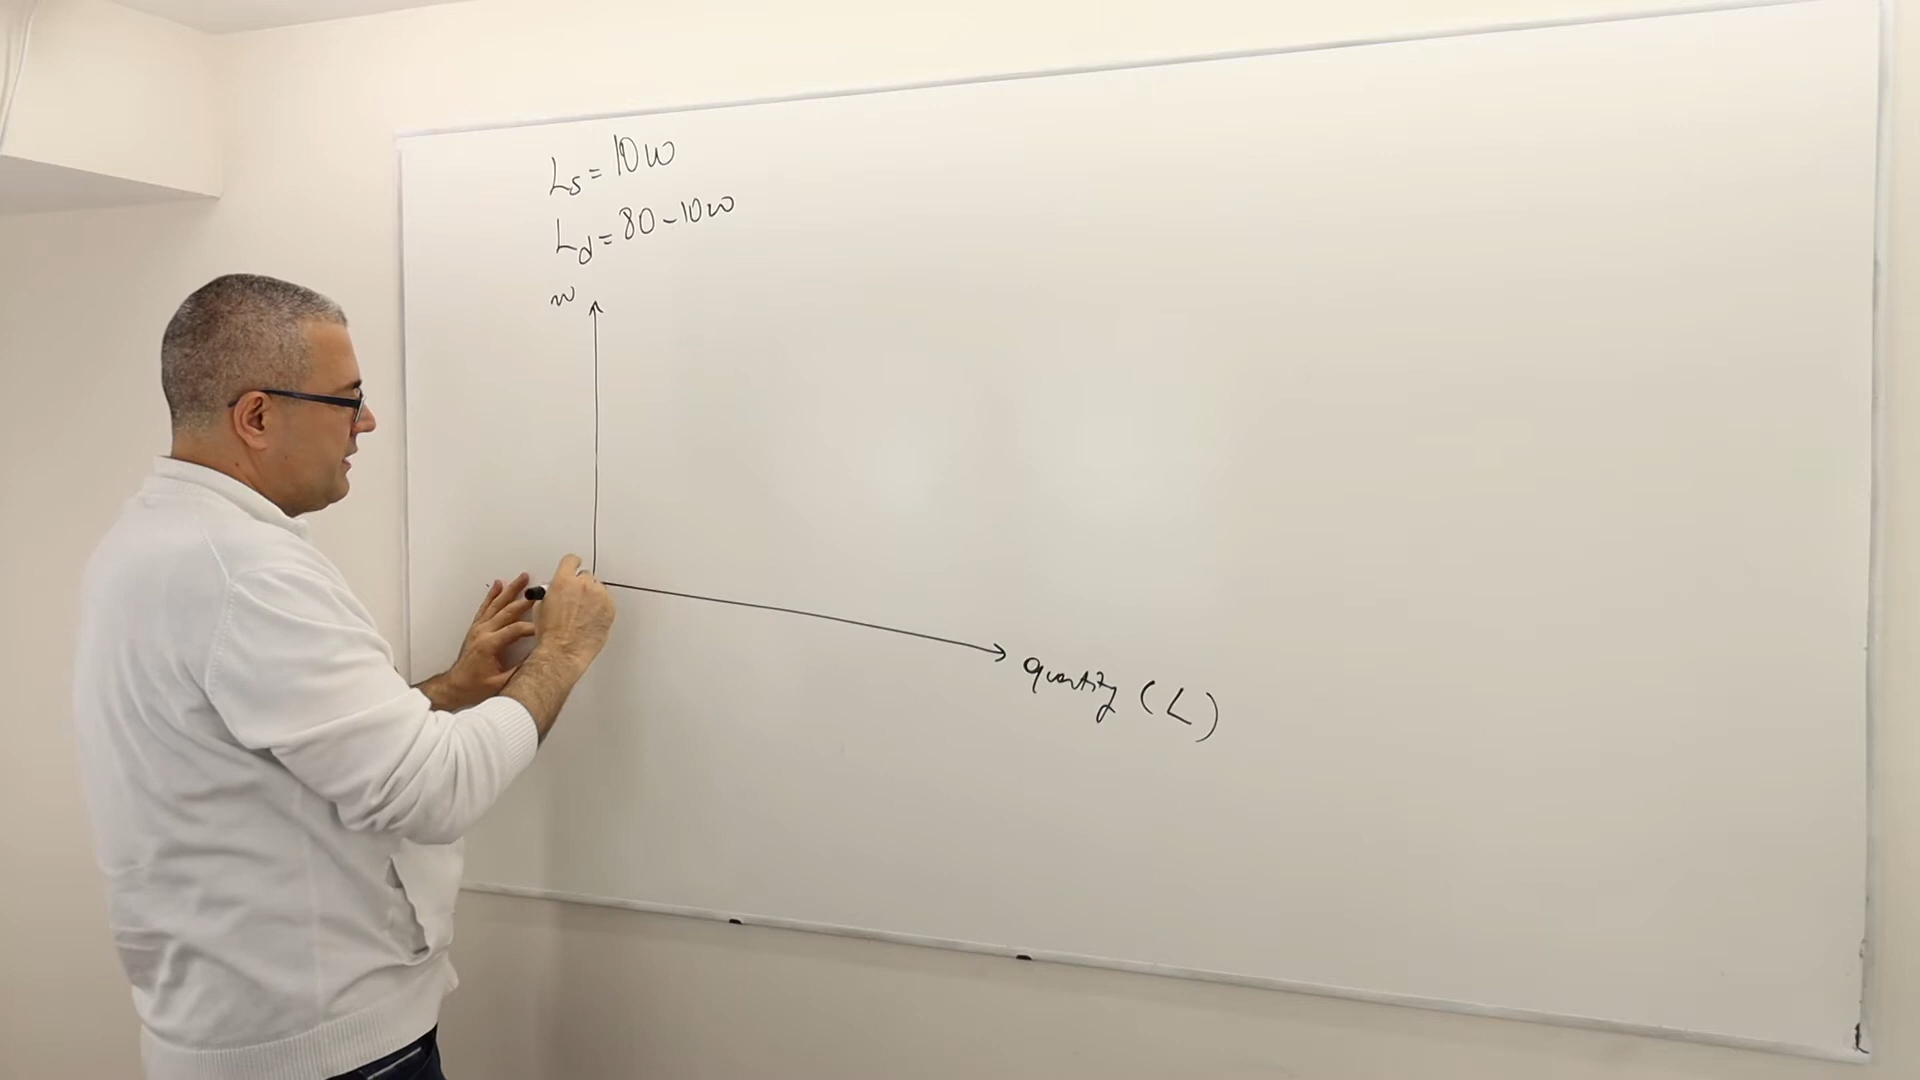 Ls = 10w
Ld = 80 - 10w
w
quantity (L)